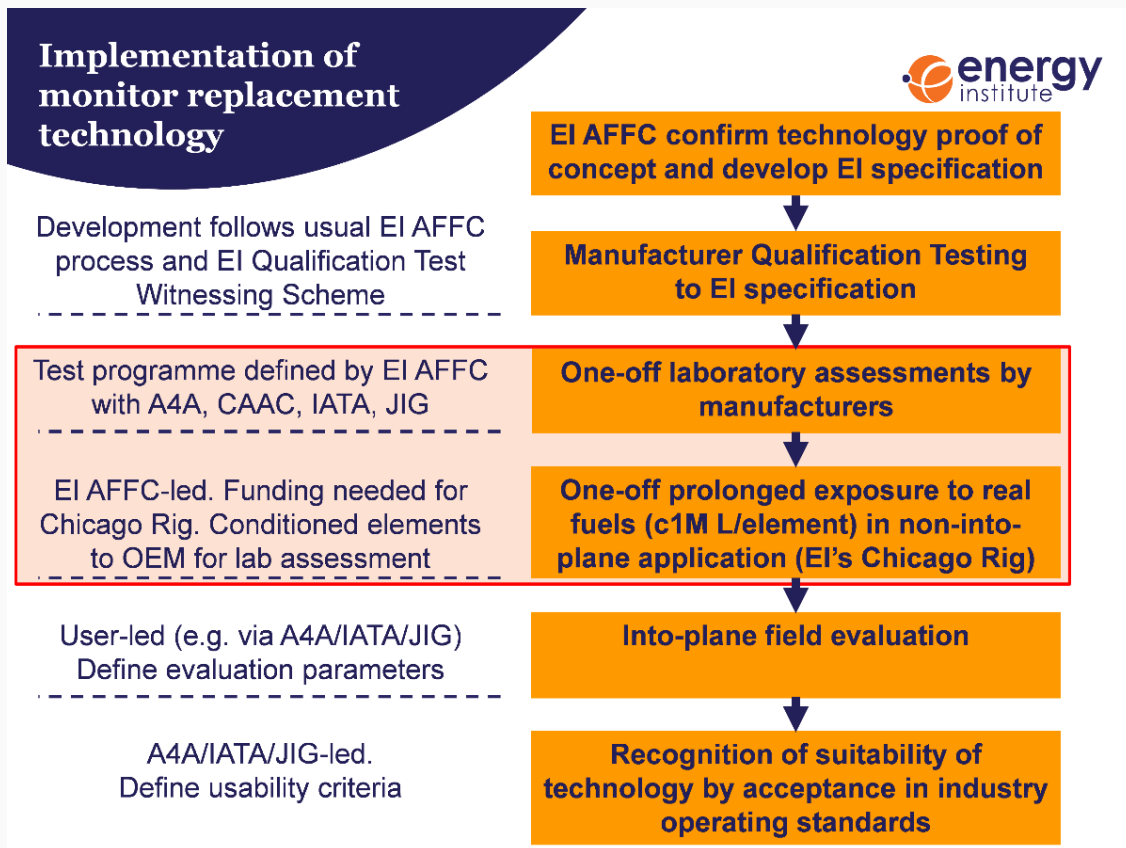 Implementation of
monitor replacement
technology
energy
institute
EI AFFC confirm technology proof of
concept and develop EI specification
Development follows usual EI AFFC
process and EI Qualification Test
Witnessing Scheme
Manufacturer Qualification Testing
to EI specification
Test programme defined by EI AFFC
with A4A, CAAC, IATA, JIG
One-off laboratory assessments by
manufacturers
EI AFFC-led. Funding needed for
Chicago Rig. Conditioned elements
to OEM for lab assessment
One-off prolonged exposure to real
fuels (c1M L/element) in non-into-
plane application (EI's Chicago Rig)
User-led (e.g. via A4A/IATA/JIG)
Define evaluation parameters
Into-plane field evaluation
A4A/IATA/JIG-led.
Define usability criteria
Recognition of suitability of
technology by acceptance in industry
operating standards